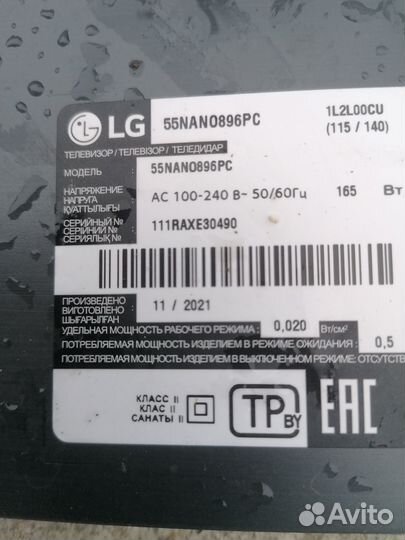 LG 55NANO896PC 1L2L00CU
(115 / 140)
ТЕЛЕВИЗОР / ТЕЛЕВІЗОР / ТЕЛЕДИДАР
МОДЕЛЬ: 55NANO896PC
НАПРЯЖЕНИЕ
НАПРУГА
ҚУАТТЫЛЫҒЫ
AC 100-240 В~ 50/60Гц 165 Вт
СЕРИЙНЫЙ №
СЕРІЙНИЙ №
СЕРИЯЛЫҚ №
111RAXE30490
ПРОИЗВЕДЕНО
ВИГОТОВЛЕНО
ШЫҒАРЫЛҒАН
11 / 2021
УДЕЛЬНАЯ МОЩНОСТЬ РАБОЧЕГО РЕЖИМА : 0,020 Вт/см²
ПОТРЕБЛЯЕМАЯ МОЩНОСТЬ ИЗДЕЛИЕМ В РЕЖИМЕ ОЖИДАНИЯ : 0,5
ПОТРЕБЛЯЕМАЯ МОЩНОСТЬ ИЗДЕЛИЕМ В ВЫКЛЮЧЕННОМ РЕЖИМЕ: ОТСУТСТВ
КЛАСС II
КЛАС II
САНАТЫ II
TP BY
EAC
Avito